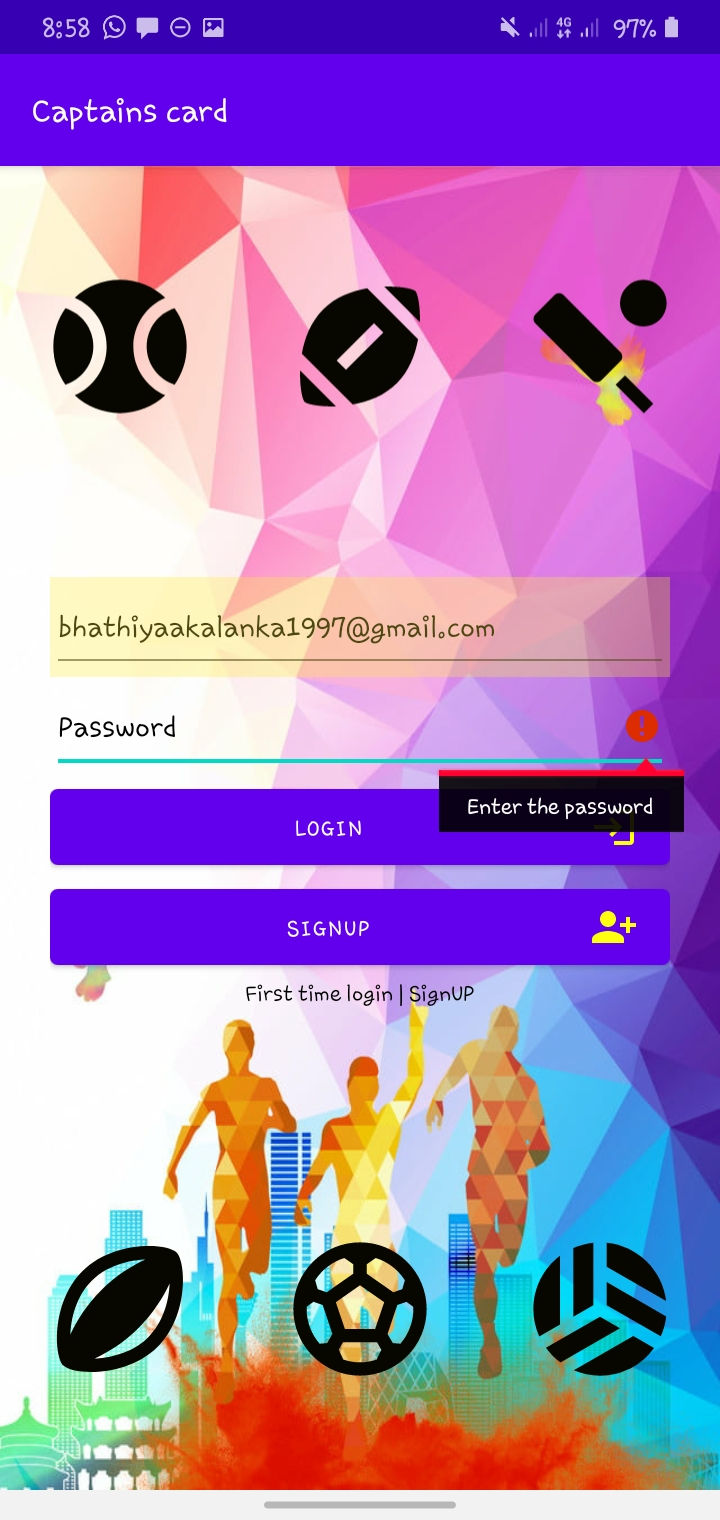 8:58 4G 97%
Captains card
bhathiyaakalanka1997@gmail.com
Password
Enter the password
LOGIN
SIGNUP
First time login | SignUP